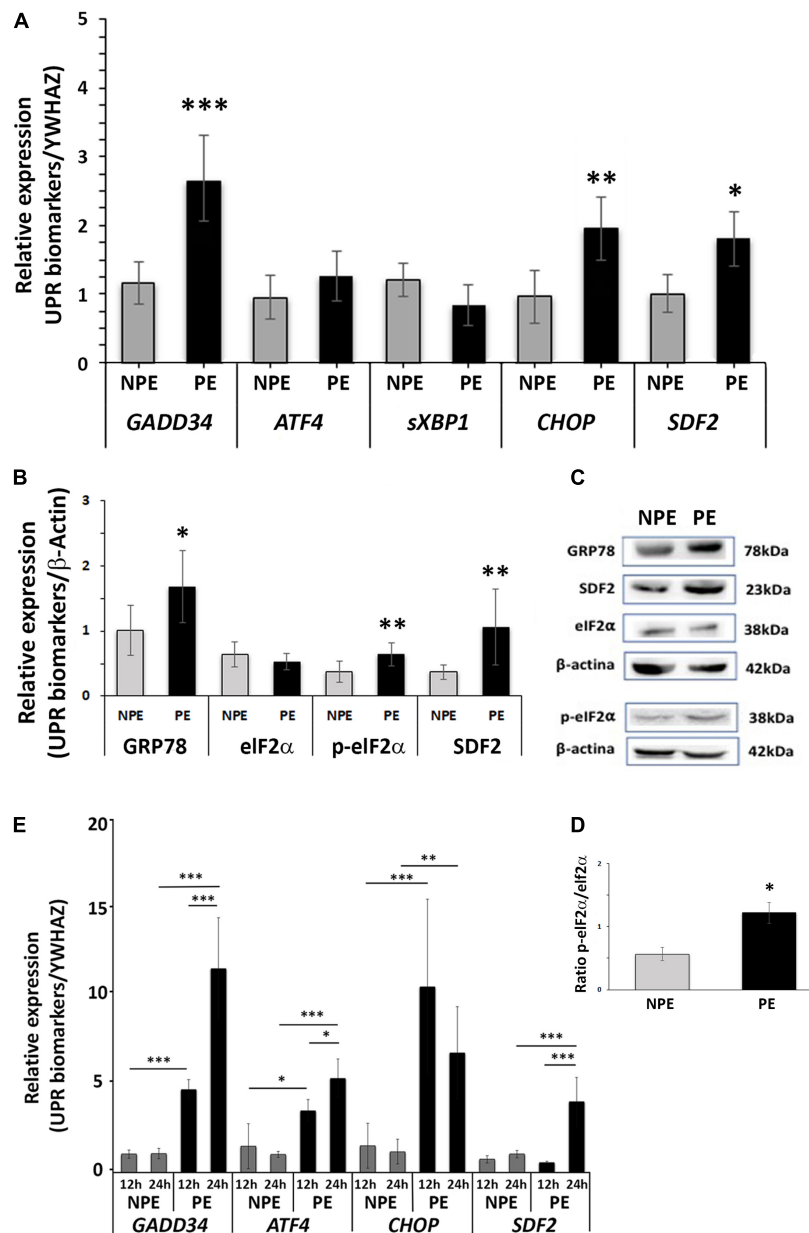 A
Relative expression
UPR biomarkers/YWHAZ)
5
4
3
2
1
0
***
**
*
NPE PE NPE PE NPE PE NPE PE NPE PE
GADD34 ATF4 sXBP1 CHOP SDF2
B
Relative expression
(UPR biomarkers/β-Actin)
3
2
1
0
*
**
**
NPE PE NPE PE NPE PE NPE PE
GRP78 eIF2α p-eIF2α SDF2
C
NPE PE
GRP78 78kDa
SDF2 23kDa
eIF2α 38kDa
β-actina 42kDa
p-eIF2α 38kDa
β-actina 42kDa
E
Relative expression
(UPR biomarkers/YWHAZ)
20
15
10
5
0
***
***
***
***
*
*
**
***
***
***
12h 24h 12h 24h 12h 24h 12h 24h 12h 24h 12h 24h 12h 24h 12h 24h
NPE PE NPE PE NPE PE NPE PE
GADD34 ATF4 CHOP SDF2
D
Ratio p-eIF2α/elf2α
2
1
0
*
NPE PE